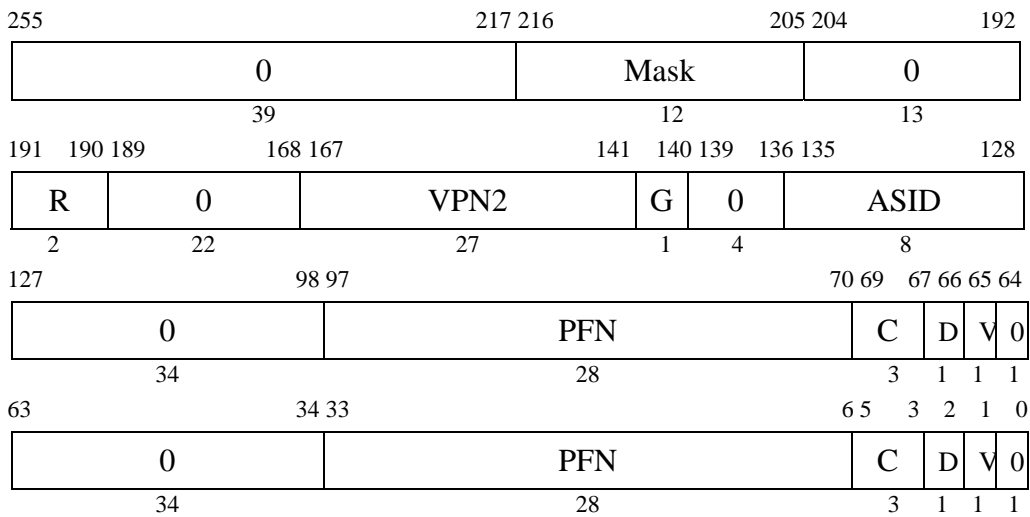 255 217 216 205 204 192
0 Mask 0
39 12 13
191 190 189 168 167 141 140 139 136 135 128
R 0 VPN2 G 0 ASID
2 22 27 1 4 8
127 98 97 70 69 67 66 65 64
0 PFN C D V 0
34 28 3 1 1 1
63 34 33 6 5 3 2 1 0
0 PFN C D V 0
34 28 3 1 1 1